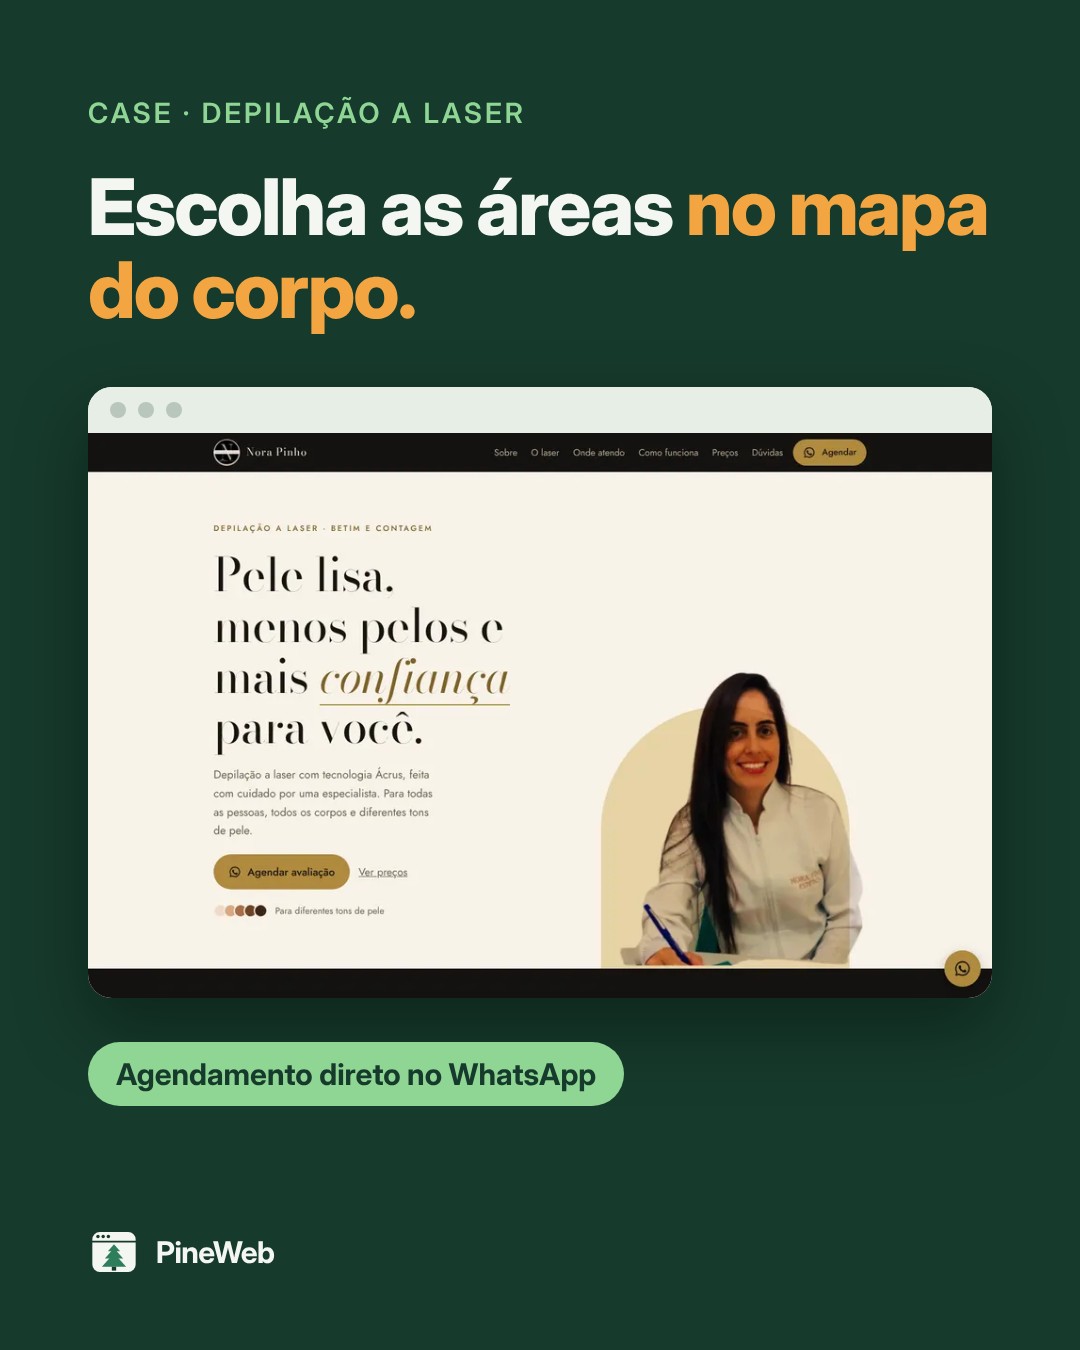 CASE · DEPILAÇÃO A LASER
Escolha as áreas no mapa
do corpo.
Nora Pinho
Sobre
O laser
Onde atendo
Como funciona
Preços
Dúvidas
Agendar
DEPILAÇÃO A LASER · BETIM E CONTAGEM
Pele lisa,
menos pelos e
mais confiança
para você.
Depilação a laser com tecnologia Ácrus, feita
com cuidado por uma especialista. Para todas
as pessoas, todos os corpos e diferentes tons
de pele.
Agendar avaliação
Ver preços
Para diferentes tons de pele
Agendamento direto no WhatsApp
PineWeb